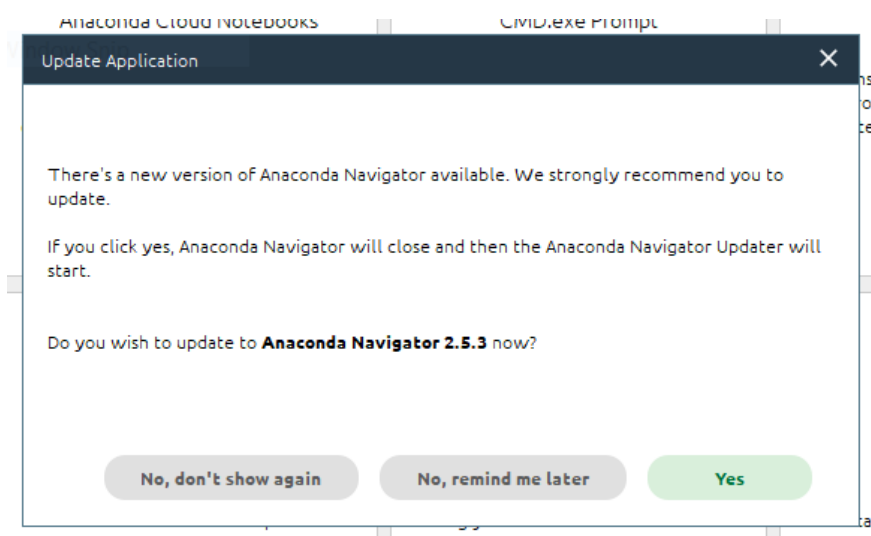 Anaconda Cloud Notebooks
CMD.exe Prompt
Update Application
There's a new version of Anaconda Navigator available. We strongly recommend you to
update.
If you click yes, Anaconda Navigator will close and then the Anaconda Navigator Updater will
start.
Do you wish to update to Anaconda Navigator 2.5.3 now?
No, don't show again
No, remind me later
Yes